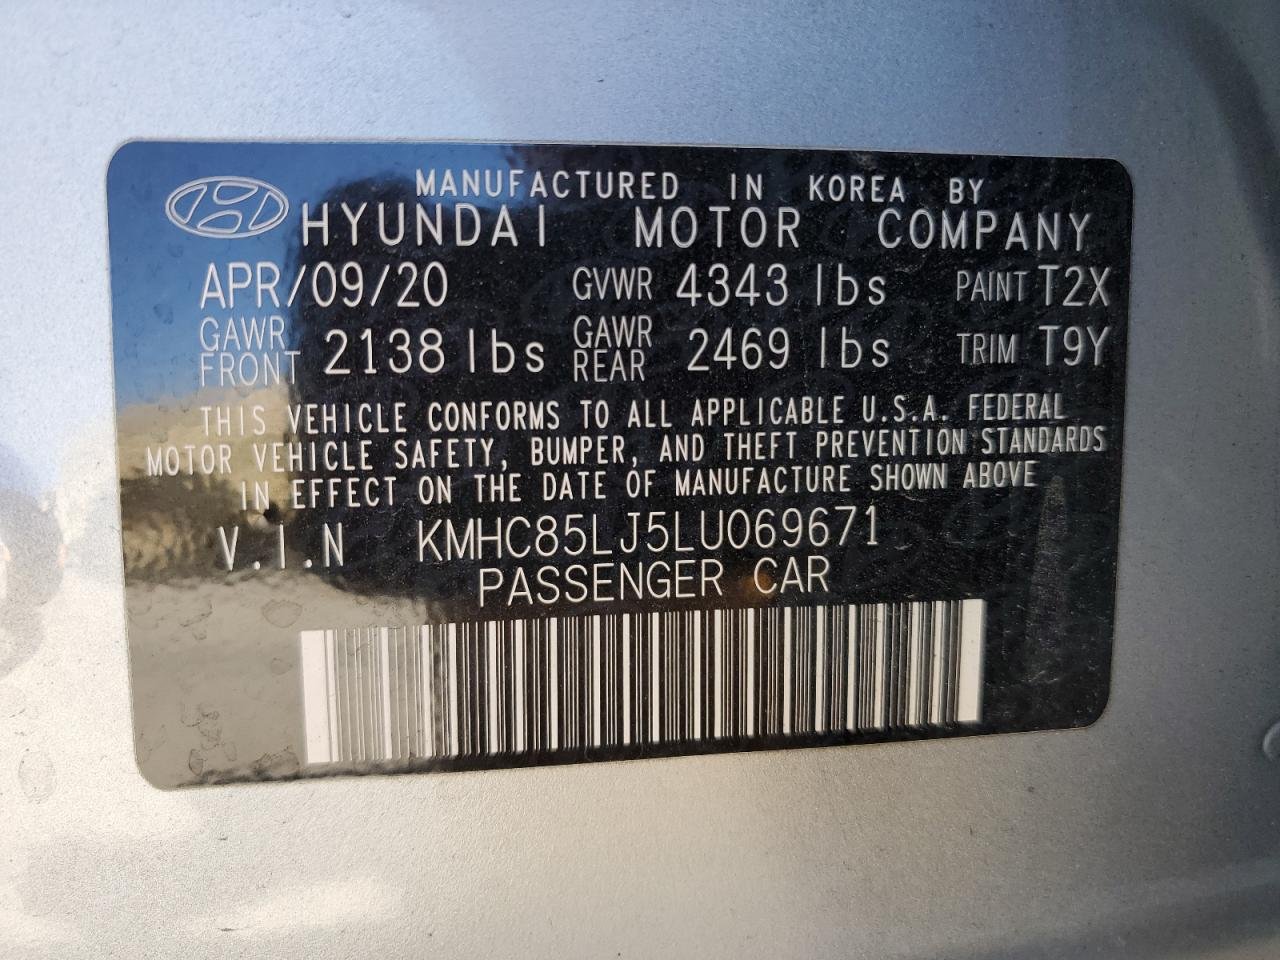 MANUFACTURED IN KOREA BY
HYUNDAI MOTOR COMPANY
APR/09/20 GVWR 4343 lbs PAINT T2X
GAWR FRONT 2138 lbs GAWR REAR 2469 lbs TRIM T9Y
THIS VEHICLE CONFORMS TO ALL APPLICABLE U.S.A. FEDERAL
MOTOR VEHICLE SAFETY, BUMPER, AND THEFT PREVENTION STANDARDS
IN EFFECT ON THE DATE OF MANUFACTURE SHOWN ABOVE
V.I.N KMHC85LJ5LU069671
PASSENGER CAR